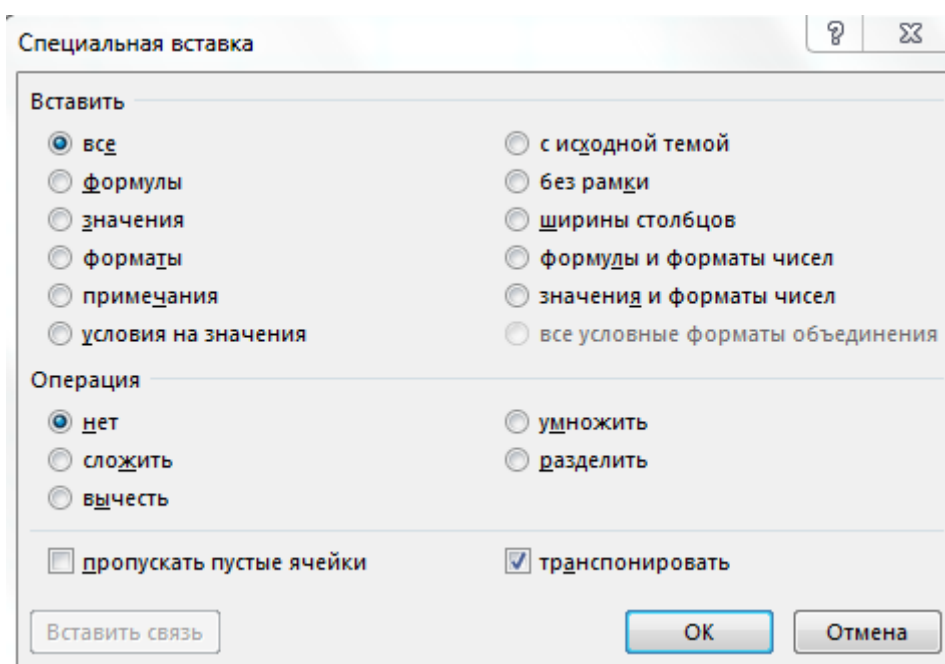 Специальная вставка
Вставить
все
с исходной темой
формулы
без рамки
значения
ширины столбцов
форматы
формулы и форматы чисел
примечания
значения и форматы чисел
условия на значения
все условные форматы объединения
Операция
нет
умножить
сложить
разделить
вычесть
пропускать пустые ячейки
транспонировать
Вставить связь
ОК
Отмена